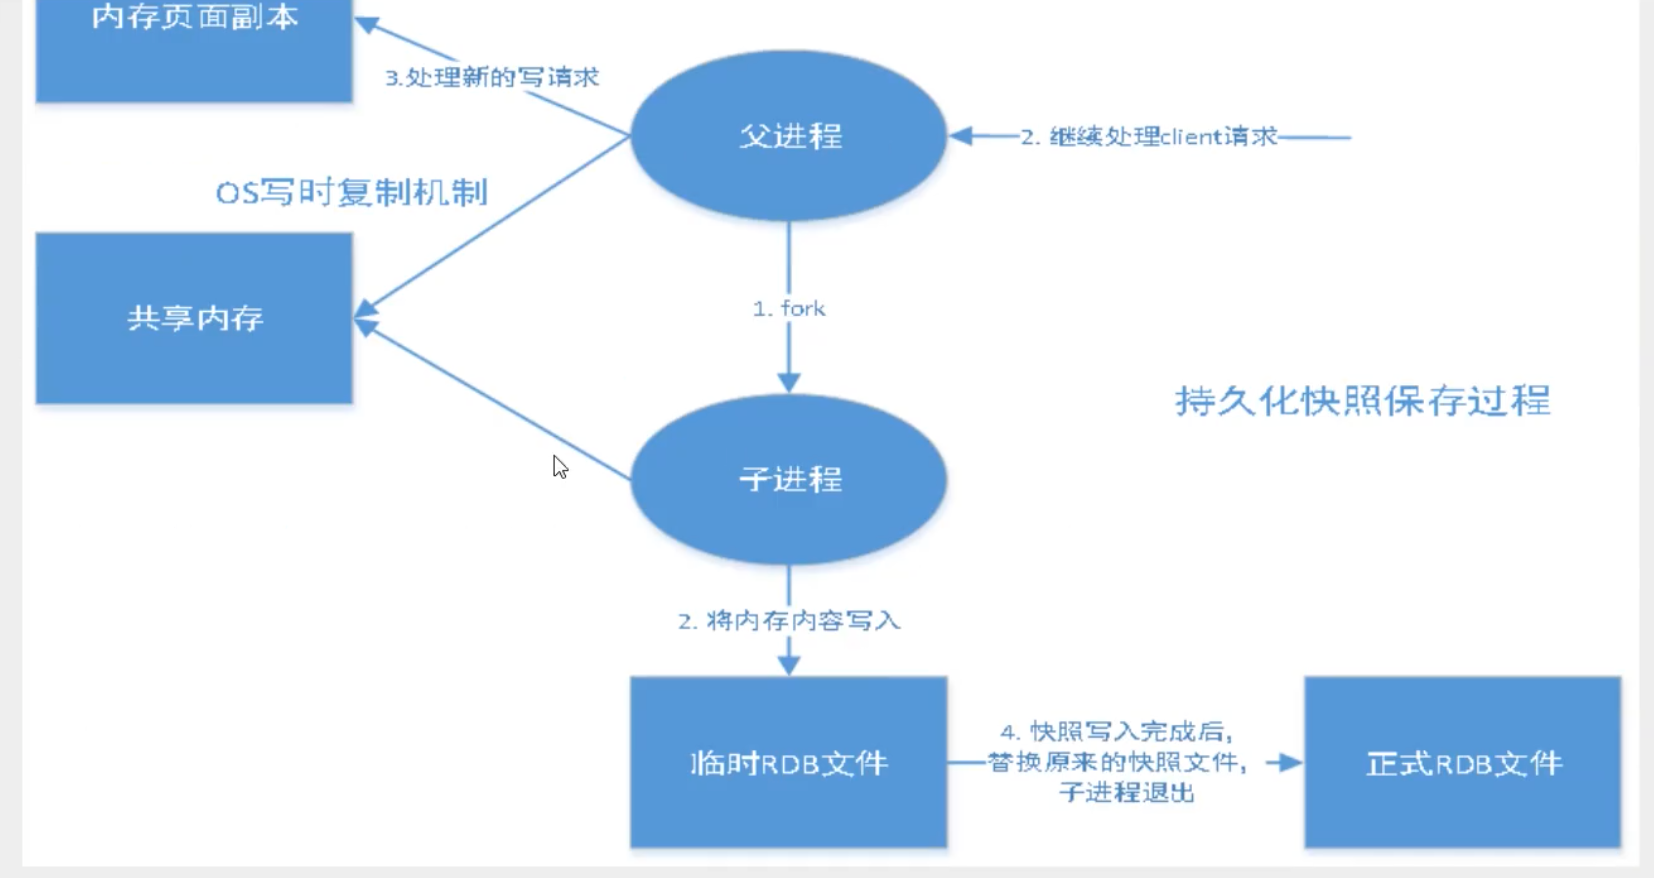 内存页面副本
3.处理新的写请求
父进程
2. 继续处理client请求
OS写时复制机制
共享内存
1. fork
持久化快照保存过程
子进程
2. 将内存内容写入
临时RDB文件
4. 快照写入完成后,
替换原来的快照文件,
子进程退出
正式RDB文件